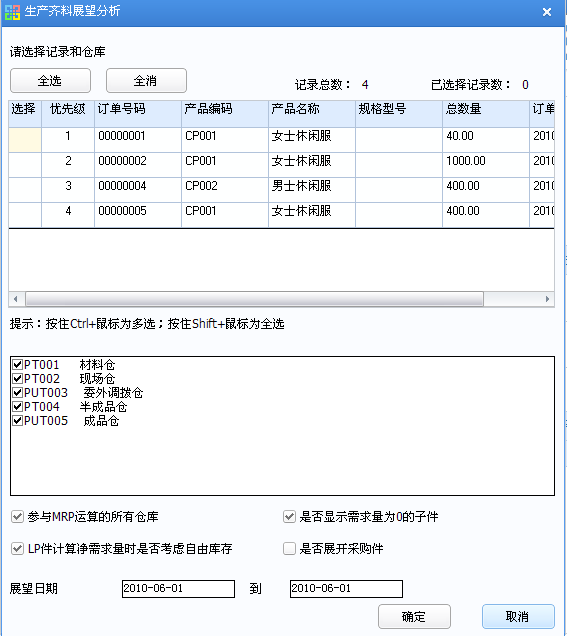 生产齐料展望分析
请选择记录和仓库
全选 全消 记录总数： 4 已选择记录数： 0
选择 优先级 订单号码 产品编码 产品名称 规格型号 总数量 订单
1 00000001 CP001 女士休闲服 40.00 2010
2 00000002 CP001 女士休闲服 1000.00 2010
3 00000004 CP002 男士休闲服 400.00 2010
4 00000005 CP001 女士休闲服 400.00 2010
提示：按住Ctrl+鼠标为多选；按住Shift+鼠标为全选
PT001 材料仓
PT002 现场仓
PUT003 委外调拨仓
PT004 半成品仓
PUT005 成品仓
参与MRP运算的所有仓库 是否显示需求量为0的子件
LP件计算净需求量时是否考虑自由库存 是否展开采购件
展望日期 2010-06-01 到 2010-06-01
确定 取消